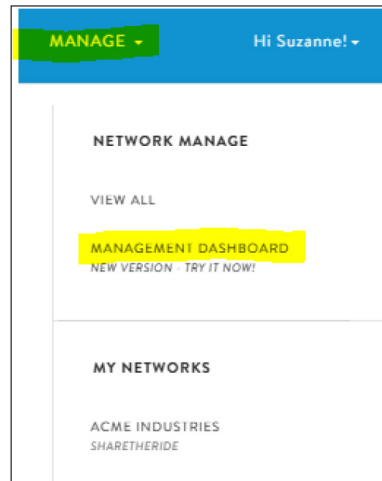 MANAGE
Hi Suzanne!
NETWORK MANAGE
VIEW ALL
MANAGEMENT DASHBOARD
NEW VERSION - TRY IT NOW!
MY NETWORKS
ACME INDUSTRIES
SHARETHERIDE